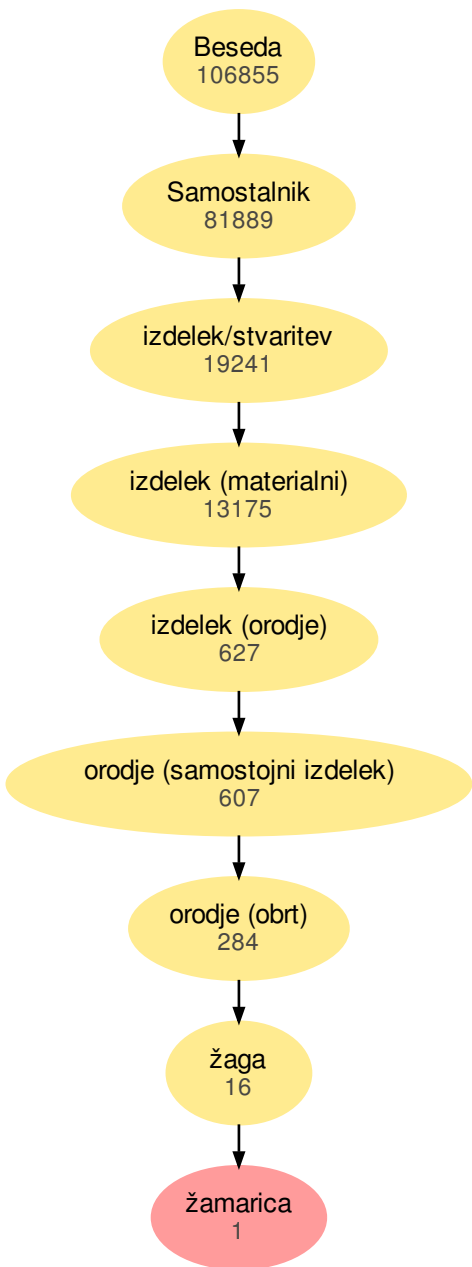 Beseda
106855
Samostalnik
81889
izdelek/stvaritev
19241
izdelek (materialni)
13175
izdelek (orodje)
627
orodje (samostojni izdelek)
607
orodje (obrt)
284
žaga
16
žamarica
1